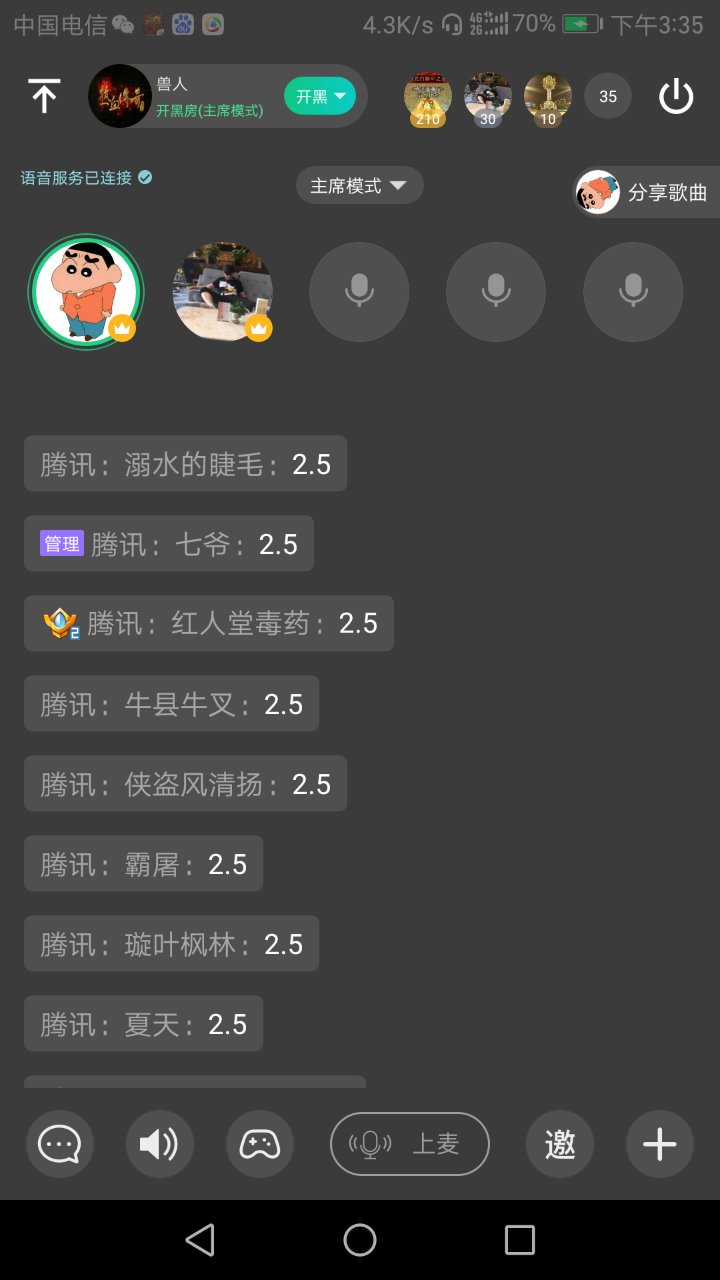 中国电信
4.3K/s
4G
2G
70%
下午3:35
兽人
开黑房(主席模式)
开黑
210
30
10
35
语音服务已连接
主席模式
分享歌曲
腾讯：溺水的睫毛：2.5
管理 腾讯：七爷：2.5
2 腾讯：红人堂毒药：2.5
腾讯：牛县牛叉：2.5
腾讯：侠盗风清扬：2.5
腾讯：霸屠：2.5
腾讯：璇叶枫林：2.5
腾讯：夏天：2.5
上麦
邀